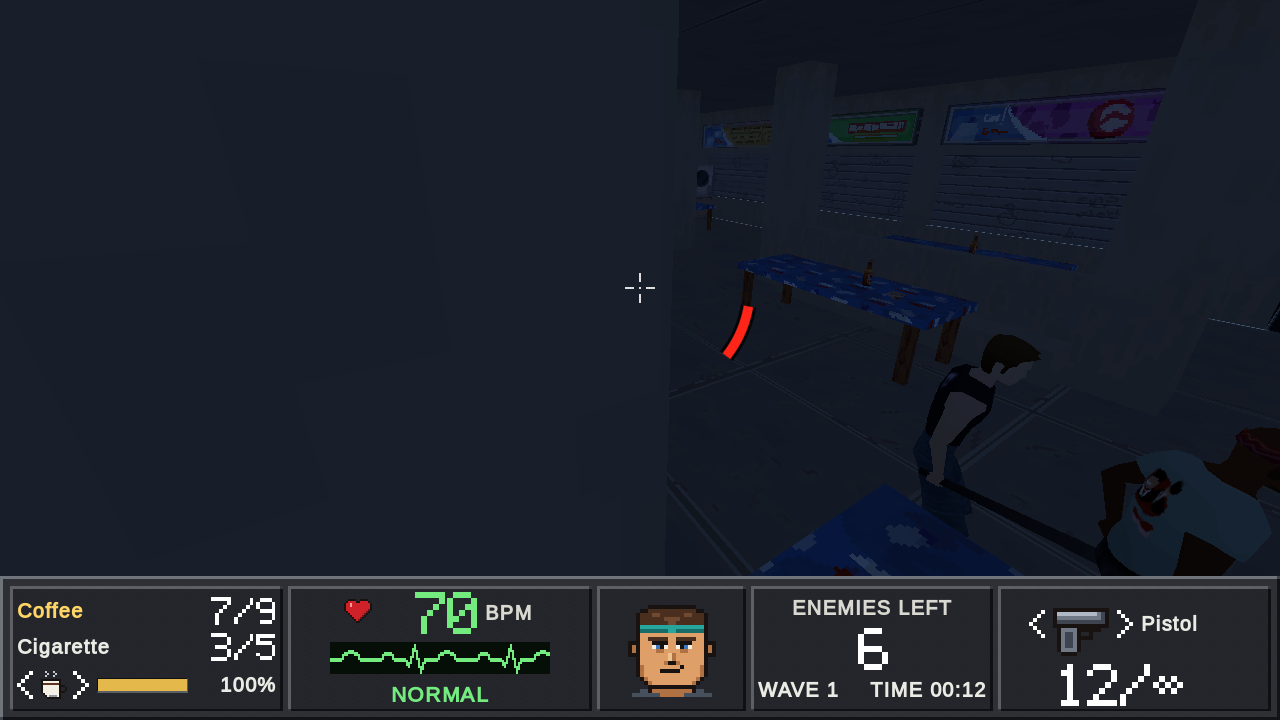 Coffee 7/9
Cigarette 3/5
100%
70 BPM
NORMAL
ENEMIES LEFT
6
WAVE 1 TIME 00:12
Pistol
12/∞